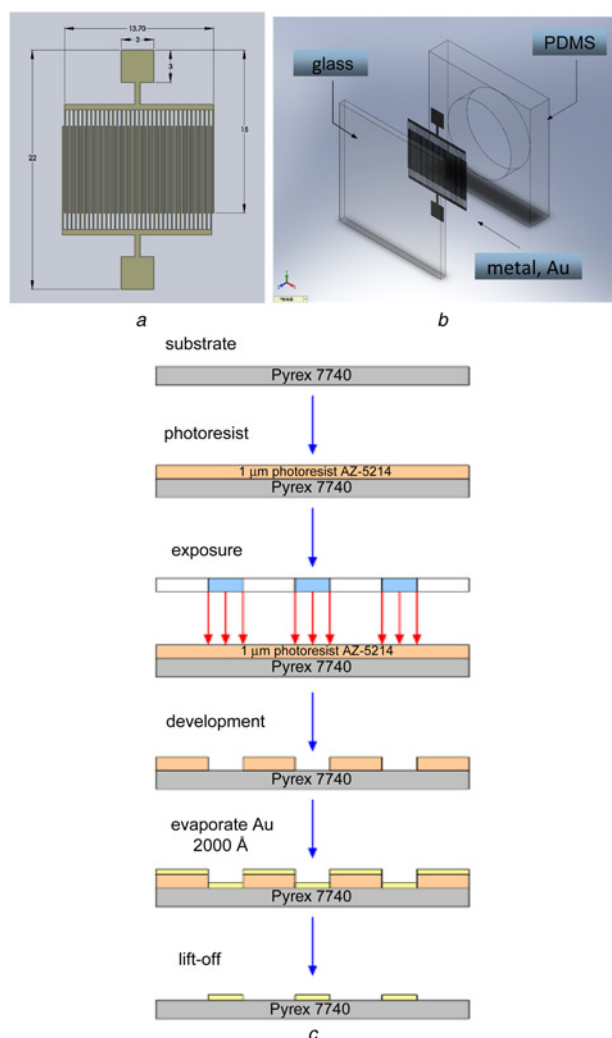 13.70
3
3
22
15
a
glass
PDMS
metal, Au
b
substrate
Pyrex 7740
photoresist
1 μm photoresist AZ-5214
Pyrex 7740
exposure
1 μm photoresist AZ-5214
Pyrex 7740
development
Pyrex 7740
evaporate Au
2000 Å
Pyrex 7740
lift-off
Pyrex 7740
c